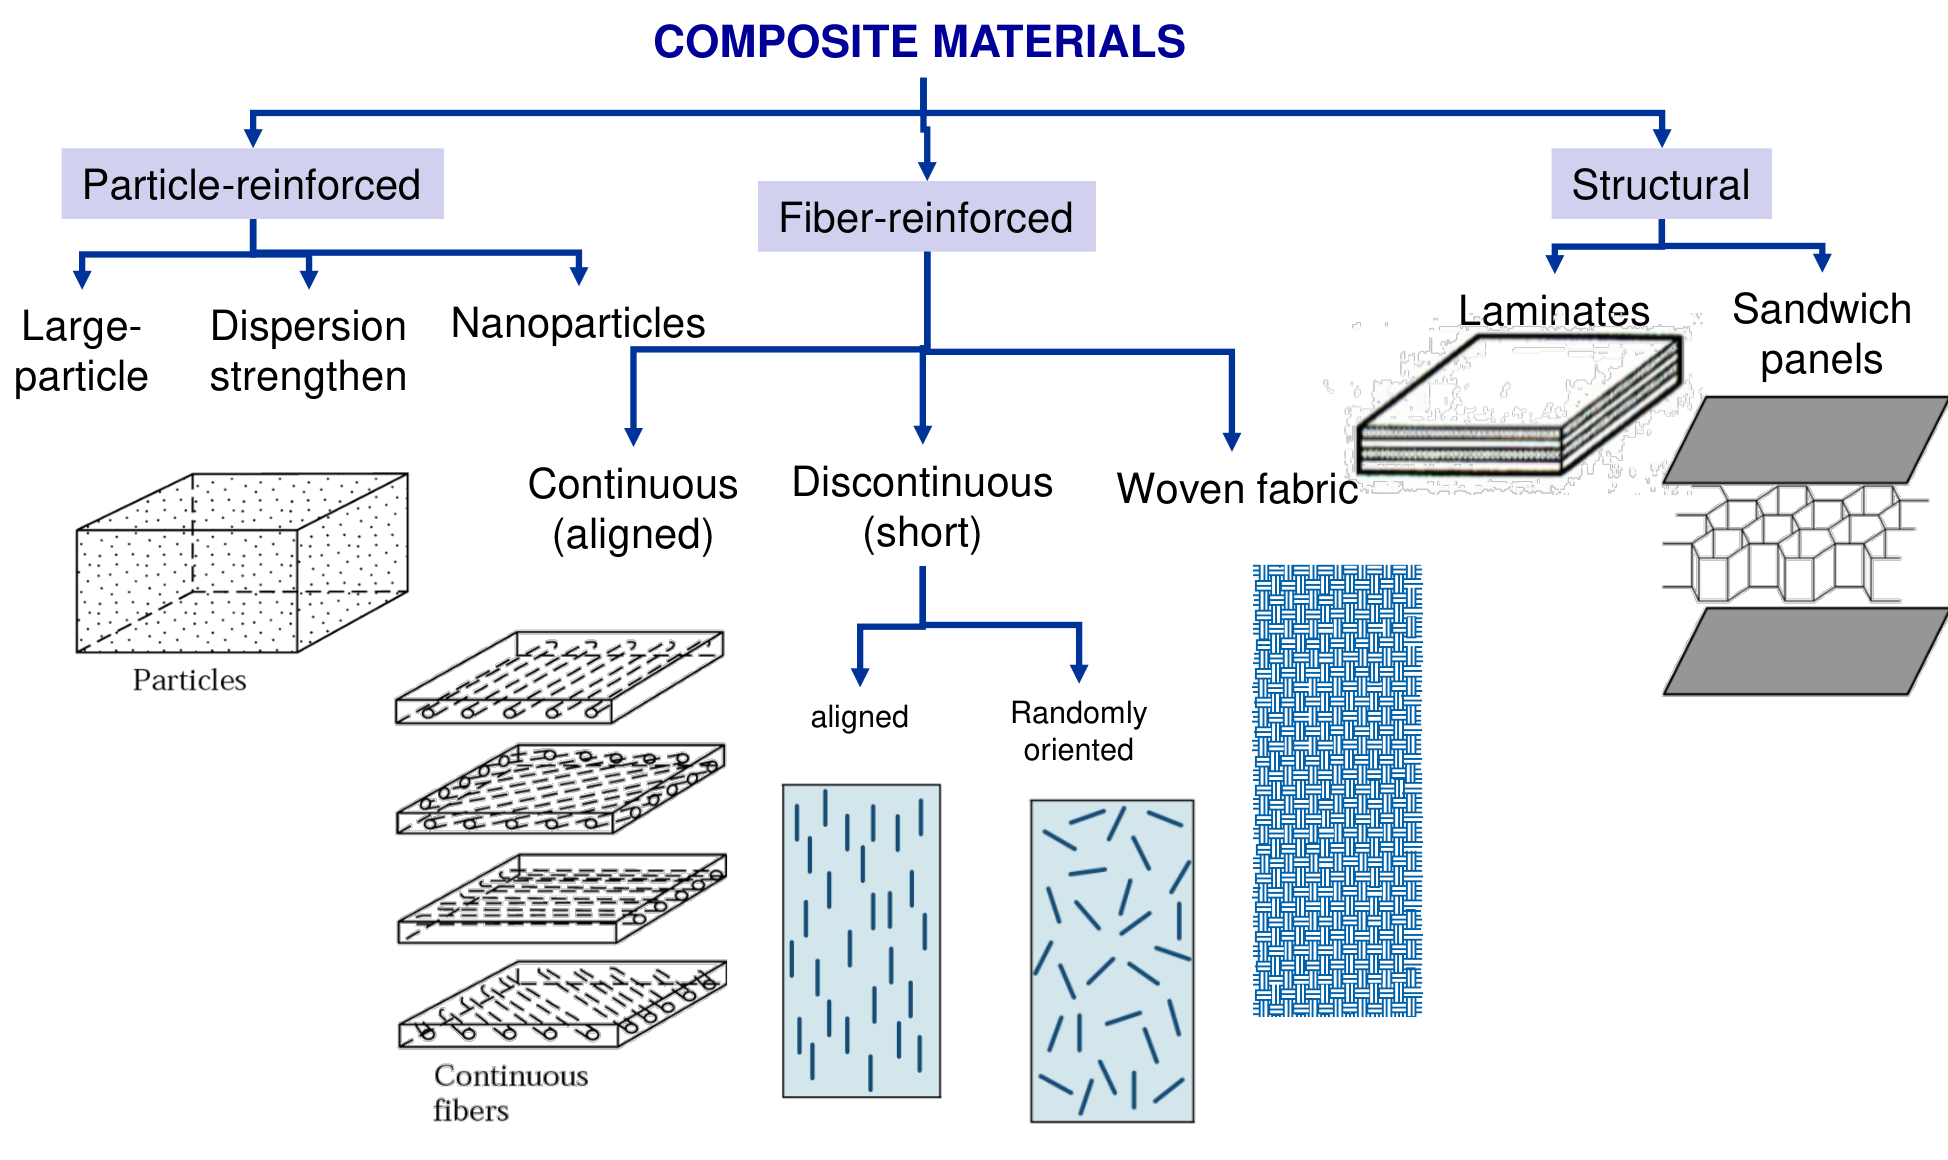 COMPOSITE MATERIALS
Particle-reinforced
Fiber-reinforced
Structural
Large-
particle
Dispersion
strengthen
Nanoparticles
Continuous
(aligned)
Discontinuous
(short)
Woven fabric
Laminates
Sandwich
panels
Particles
aligned
Randomly
oriented
Continuous
fibers